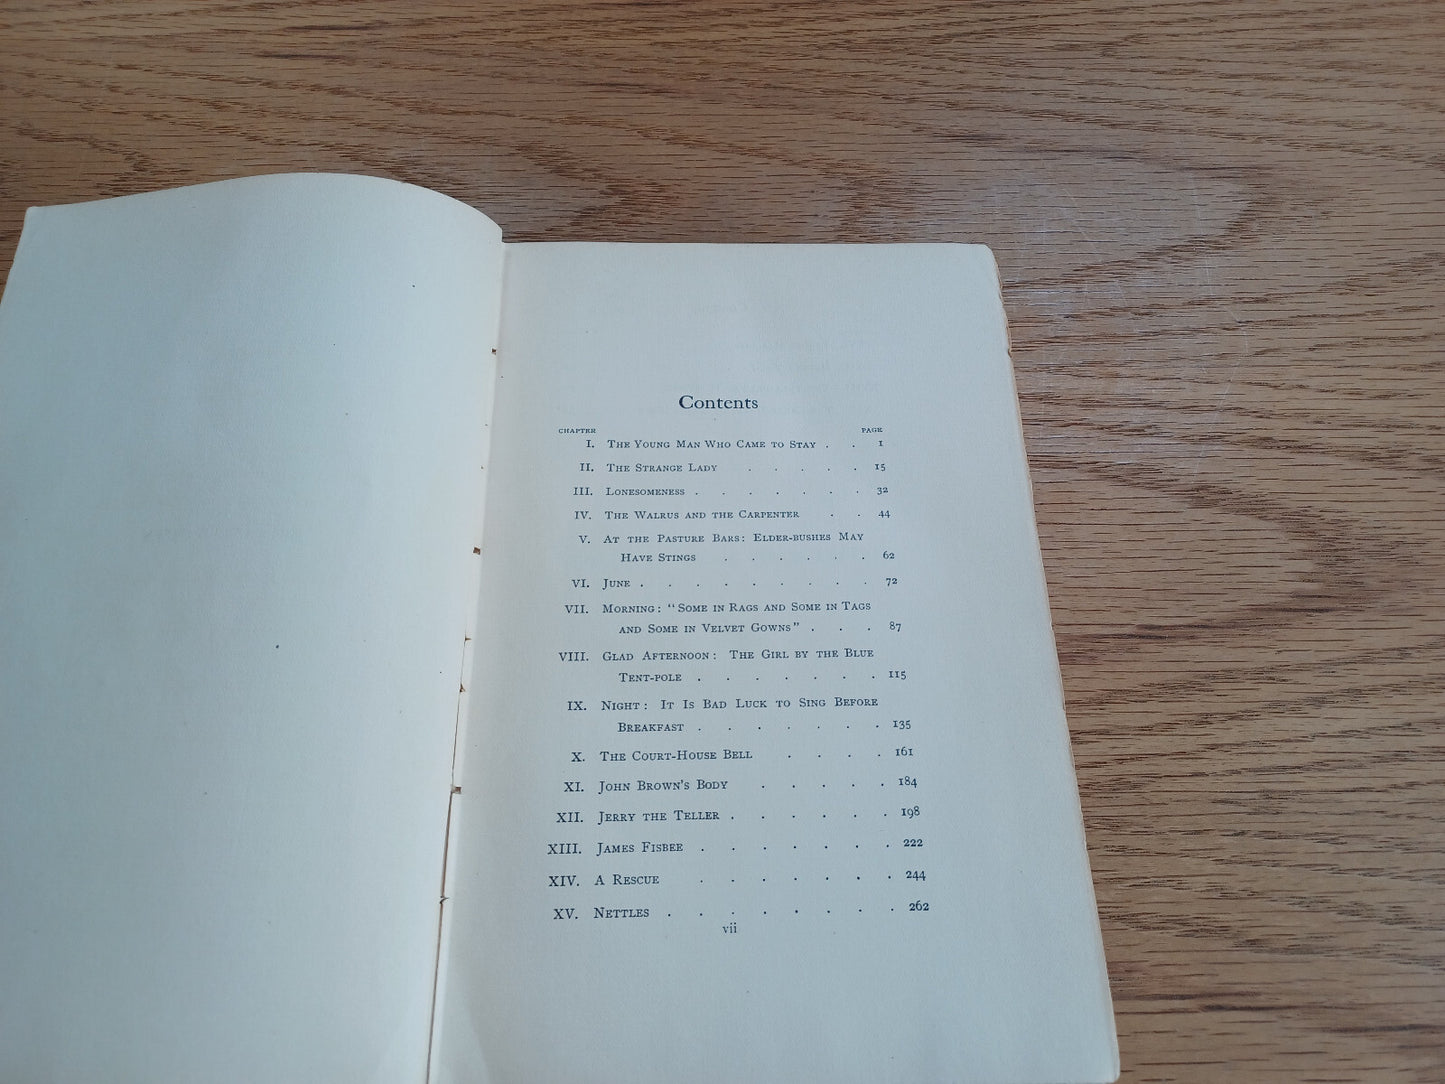 Contents
CHAPTER PAGE
I. The Young Man Who Came to Stay . . 1
II. The Strange Lady . . . . . 15
III. Lonesomeness . . . . . . . 32
IV. The Walrus and the Carpenter . . 44
V. At the Pasture Bars: Elder-bushes May
Have Stings . . . . . . 62
VI. June . . . . . . . . . 72
VII. Morning: "Some in Rags and Some in Tags
and Some in Velvet Gowns" . . . 87
VIII. Glad Afternoon: The Girl by the Blue
Tent-pole . . . . . . . 115
IX. Night: It Is Bad Luck to Sing Before
Breakfast . . . . . . . 135
X. The Court-House Bell . . . . 161
XI. John Brown's Body . . . . . 184
XII. Jerry the Teller . . . . . . 198
XIII. James Fisbee . . . . . . . 222
XIV. A Rescue . . . . . . . 244
XV. Nettles . . . . . . . . 262
vii